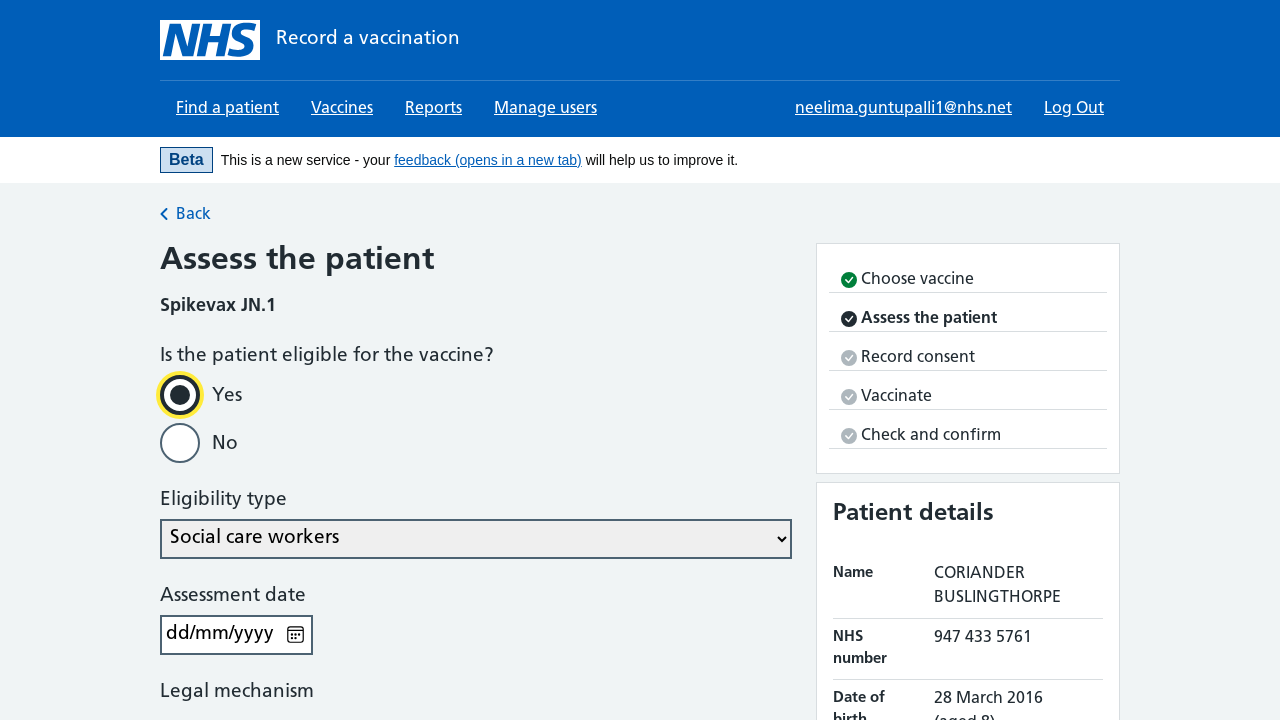 NHS Record a vaccination
Find a patient Vaccines Reports Manage users neelima.guntupalli1@nhs.net Log Out
Beta This is a new service - your feedback (opens in a new tab) will help us to improve it.
Back
Assess the patient
Spikevax JN.1
Is the patient eligible for the vaccine?
Yes
No
Eligibility type
Social care workers
Assessment date
dd/mm/yyyy
Legal mechanism
Choose vaccine
Assess the patient
Record consent
Vaccinate
Check and confirm
Patient details
Name CORIANDER
BUSLINGTHORPE
NHS 947 433 5761
number
Date of 28 March 2016
birth (aged 8)